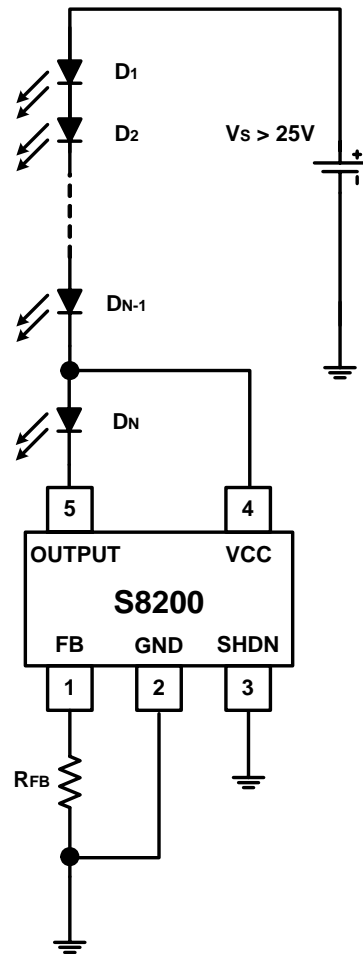 D1
D2
VS > 25V
+
-
DN-1
DN
5
4
OUTPUT
VCC
S8200
FB
GND
SHDN
1
2
3
RFB